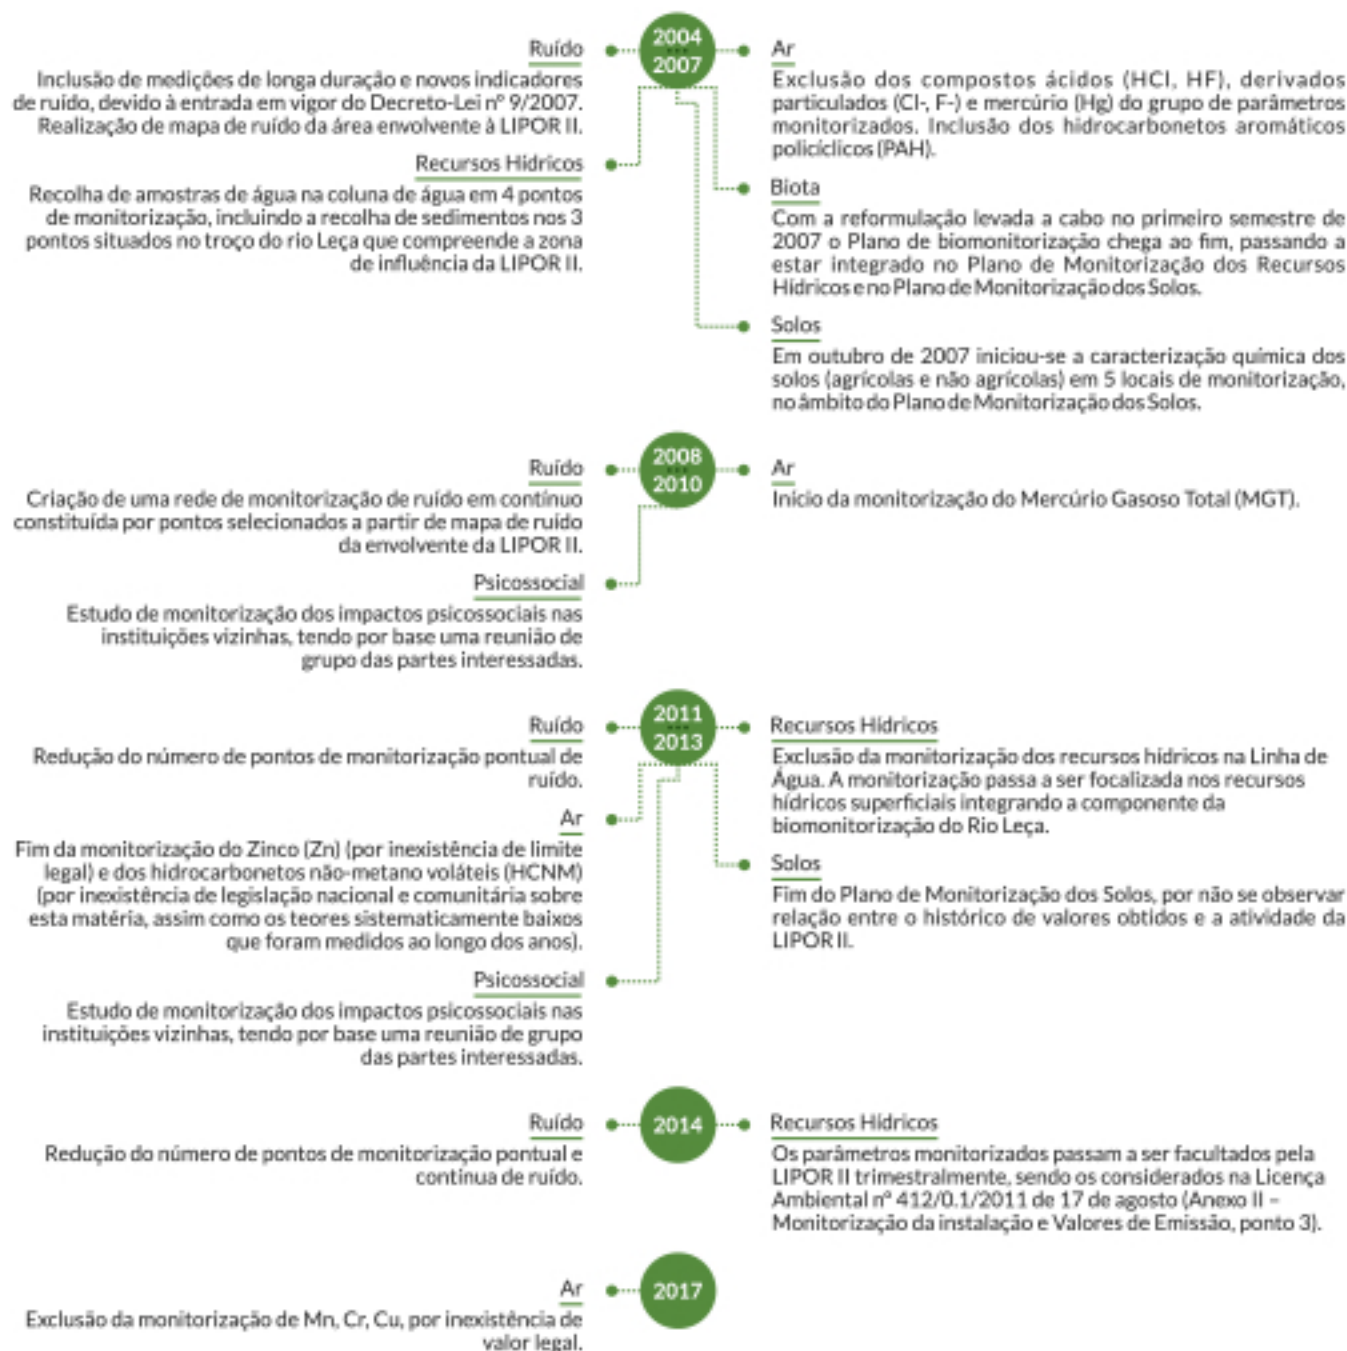 2004
2007
Ruído
Inclusão de medições de longa duração e novos indicadores
de ruído, devido à entrada em vigor do Decreto-Lei nº 9/2007.
Realização de mapa de ruído da área envolvente à LIPOR II.
Recursos Hídricos
Recolha de amostras de água na coluna de água em 4 pontos
de monitorização, incluindo a recolha de sedimentos nos 3
pontos situados no troço do rio Leça que compreende a zona
de influência da LIPOR II.
Ar
Exclusão dos compostos ácidos (HCl, HF), derivados
particulados (Cl-, F-) e mercúrio (Hg) do grupo de parâmetros
monitorizados. Inclusão dos hidrocarbonetos aromáticos
policíclicos (PAH).
Biota
Com a reformulação levada a cabo no primeiro semestre de
2007 o Plano de biomonitorização chega ao fim, passando a
estar integrado no Plano de Monitorização dos Recursos
Hídricos e no Plano de Monitorização dos Solos.
Solos
Em outubro de 2007 iniciou-se a caracterização química dos
solos (agrícolas e não agrícolas) em 5 locais de monitorização,
no âmbito do Plano de Monitorização dos Solos.
2008
2010
Ruído
Criação de uma rede de monitorização de ruído em contínuo
constituída por pontos selecionados a partir de mapa de ruído
da envolvente da LIPOR II.
Psicossocial
Estudo de monitorização dos impactos psicossociais nas
instituições vizinhas, tendo por base uma reunião de
grupo das partes interessadas.
Ar
Início da monitorização do Mercúrio Gasoso Total (MGT).
2011
2013
Ruído
Redução do número de pontos de monitorização pontual de
ruído.
Ar
Fim da monitorização do Zinco (Zn) (por inexistência de limite
legal) e dos hidrocarbonetos não-metano voláteis (HCNM)
(por inexistência de legislação nacional e comunitária sobre
esta matéria, assim como os teores sistematicamente baixos
que foram medidos ao longo dos anos).
Psicossocial
Estudo de monitorização dos impactos psicossociais nas
instituições vizinhas, tendo por base uma reunião de grupo
das partes interessadas.
Recursos Hídricos
Exclusão da monitorização dos recursos hídricos na Linha de
Água. A monitorização passa a ser focalizada nos recursos
hídricos superficiais integrando a componente da
biomonitorização do Rio Leça.
Solos
Fim do Plano de Monitorização dos Solos, por não se observar
relação entre o histórico de valores obtidos e a atividade da
LIPOR II.
2014
Ruído
Redução do número de pontos de monitorização pontual e
contínua de ruído.
Recursos Hídricos
Os parâmetros monitorizados passam a ser facultados pela
LIPOR II trimestralmente, sendo os considerados na Licença
Ambiental nº 412/0.1/2011 de 17 de agosto (Anexo II –
Monitorização da instalação e Valores de Emissão, ponto 3).
2017
Ar
Exclusão da monitorização de Mn, Cr, Cu, por inexistência de
valor legal.